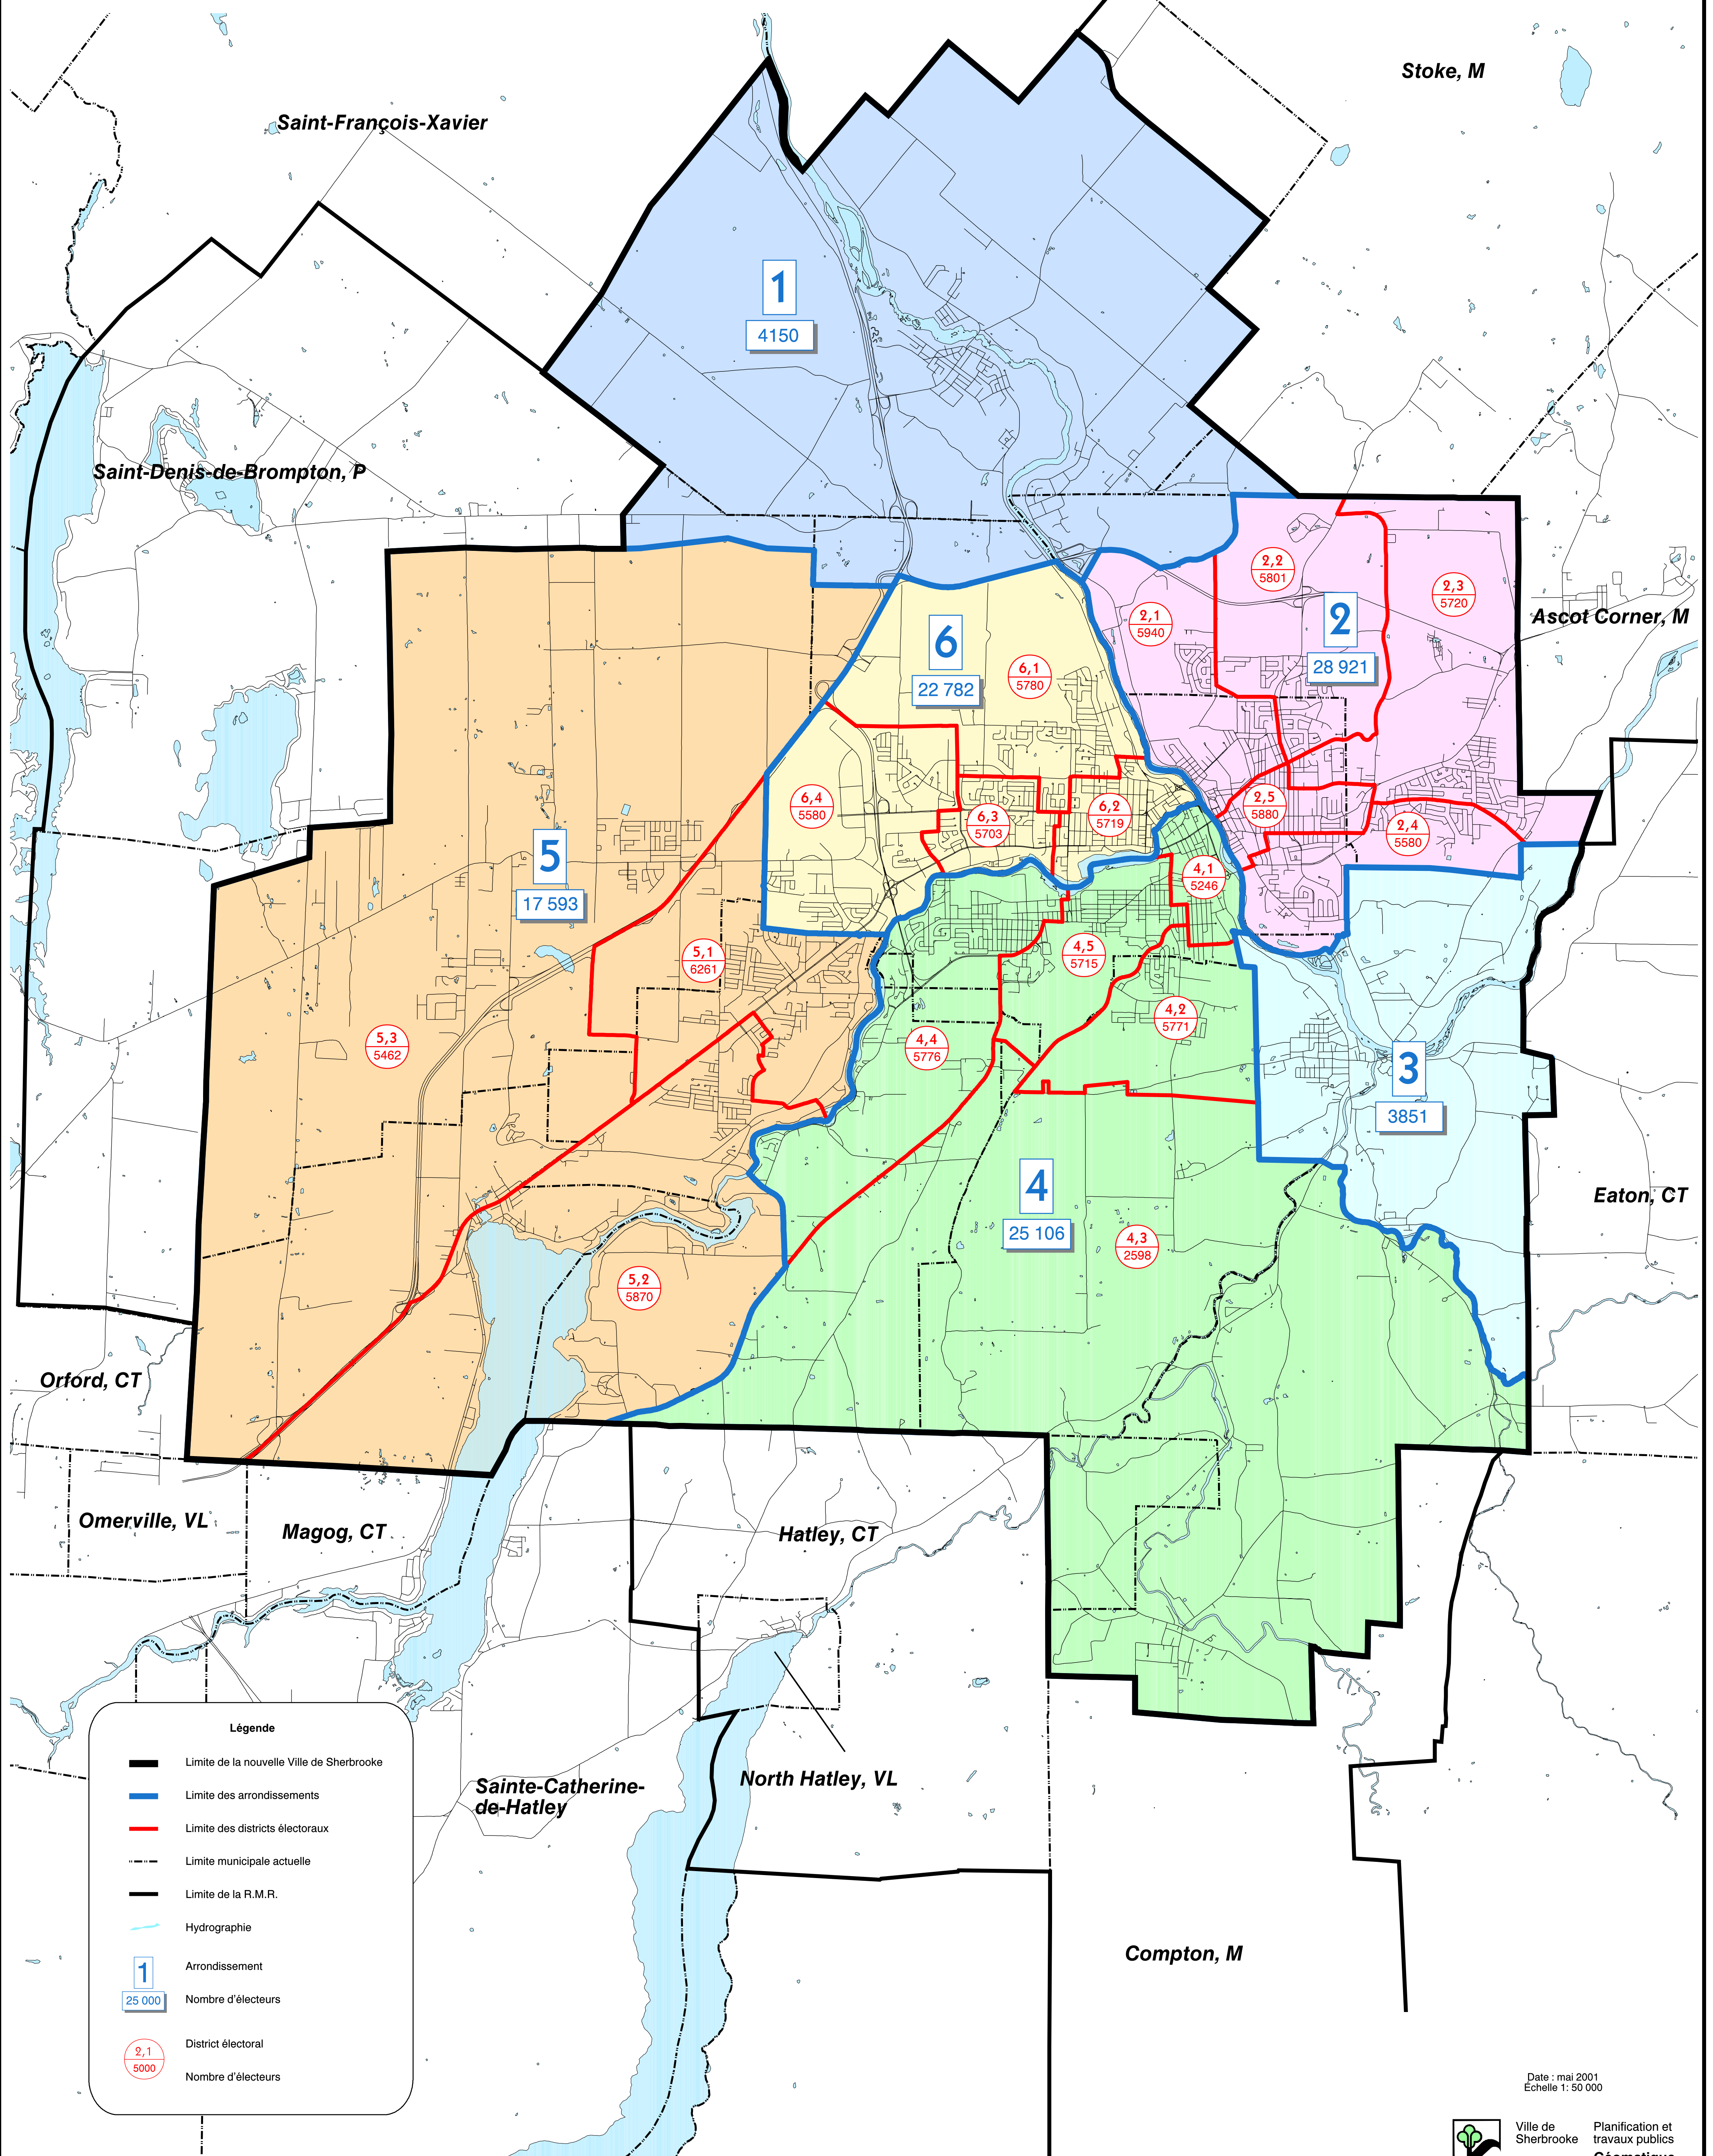 Stoke, M
Saint-François-Xavier
1
4150
Saint-Denis-de-Brompton, P
2,2
5801
2,3
5720
2,1
5940
2
28 921
Ascot Corner, M
6
22 782
6,1
5780
6,4
5580
6,3
5703
6,2
5719
2,5
5880
2,4
5580
5
17 593
4,1
5246
5,1
6261
4,5
5715
4,2
5771
5,3
5462
4,4
5776
3
3851
4
25 106
Eaton, CT
4,3
2598
5,2
5870
Orford, CT
Omerville, VL
Magog, CT
Hatley, CT
Sainte-Catherine-
de-Hatley
North Hatley, VL
Compton, M
Légende
Limite de la nouvelle Ville de Sherbrooke
Limite des arrondissements
Limite des districts électoraux
Limite municipale actuelle
Limite de la R.M.R.
Hydrographie
1
Arrondissement
25 000
Nombre d'électeurs
2,1
District électoral
5000
Nombre d'électeurs
Date : mai 2001
Échelle 1: 50 000
Ville de
Sherbrooke
Planification et
travaux publics
Géomatique